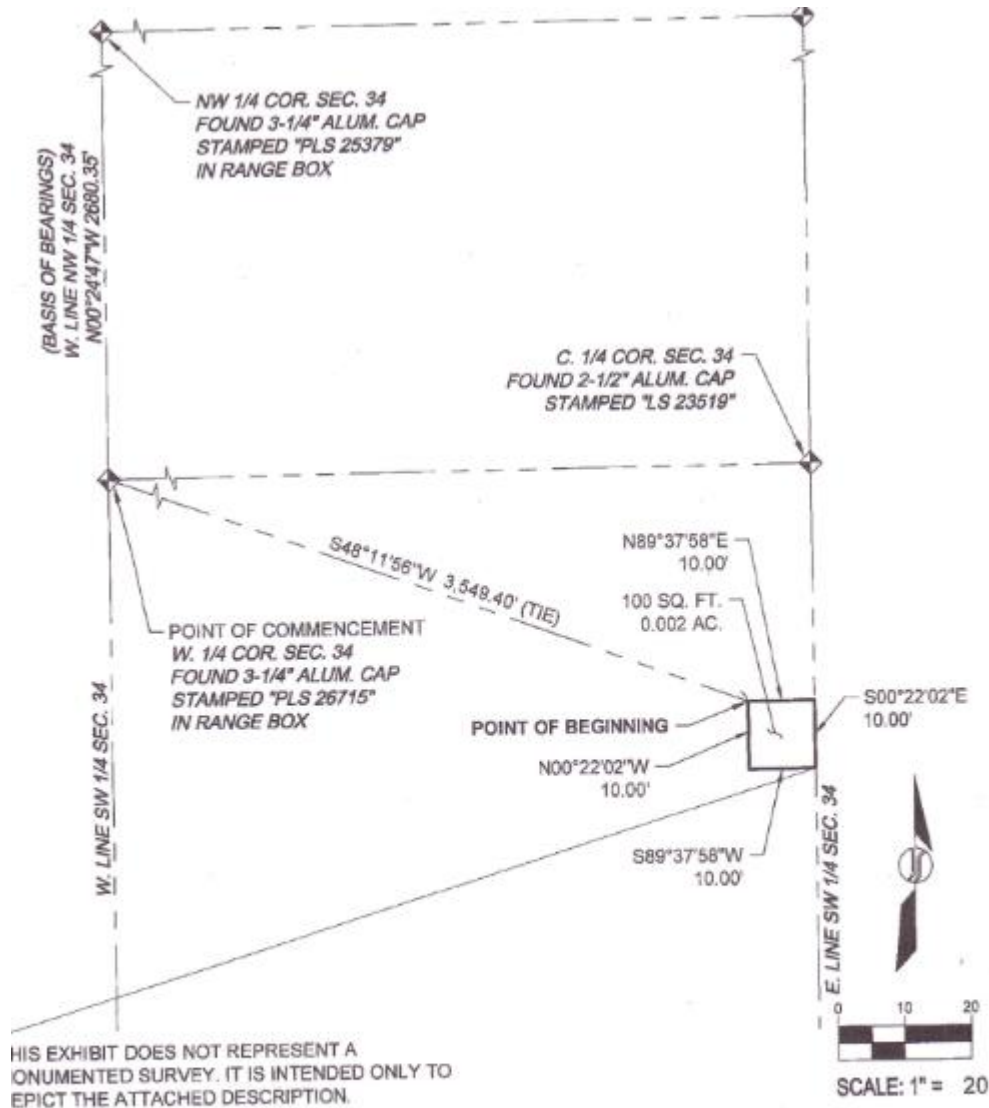 NW 1/4 COR. SEC. 34
FOUND 3-1/4" ALUM. CAP
STAMPED "PLS 25379"
IN RANGE BOX
(BASIS OF BEARINGS)
W. LINE NW 1/4 SEC. 34
N00°24'47"W 2680.35'
C. 1/4 COR. SEC. 34
FOUND 2-1/2" ALUM. CAP
STAMPED "LS 23519"
S48°11'56"W 3,549.40' (TIE)
N89°37'58"E
10.00'
100 SQ. FT.
0.002 AC.
POINT OF COMMENCEMENT
W. 1/4 COR. SEC. 34
FOUND 3-1/4" ALUM. CAP
STAMPED "PLS 26715"
IN RANGE BOX
S00°22'02"E
10.00'
POINT OF BEGINNING
N00°22'02"W
10.00'
S89°37'58"W
10.00'
W. LINE SW 1/4 SEC. 34
E. LINE SW 1/4 SEC. 34
0 10 20
SCALE: 1" = 20
HIS EXHIBIT DOES NOT REPRESENT A
ONUMENTED SURVEY. IT IS INTENDED ONLY TO
EPICT THE ATTACHED DESCRIPTION.